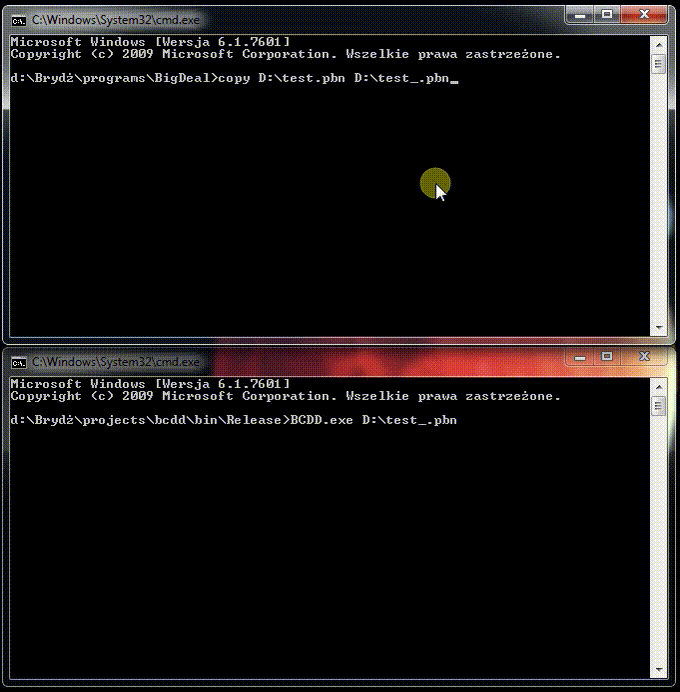 C:\Windows\System32\cmd.exe
Microsoft Windows [Wersja 6.1.7601]
Copyright (c) 2009 Microsoft Corporation. Wszelkie prawa zastrzeżone.
d:\Brydż\programs\BigDeal>copy D:\test.pbn D:\test_.pbn_
C:\Windows\System32\cmd.exe
Microsoft Windows [Wersja 6.1.7601]
Copyright (c) 2009 Microsoft Corporation. Wszelkie prawa zastrzeżone.
d:\Brydż\projects\bcdd\bin\Release>BCDD.exe D:\test_.pbn